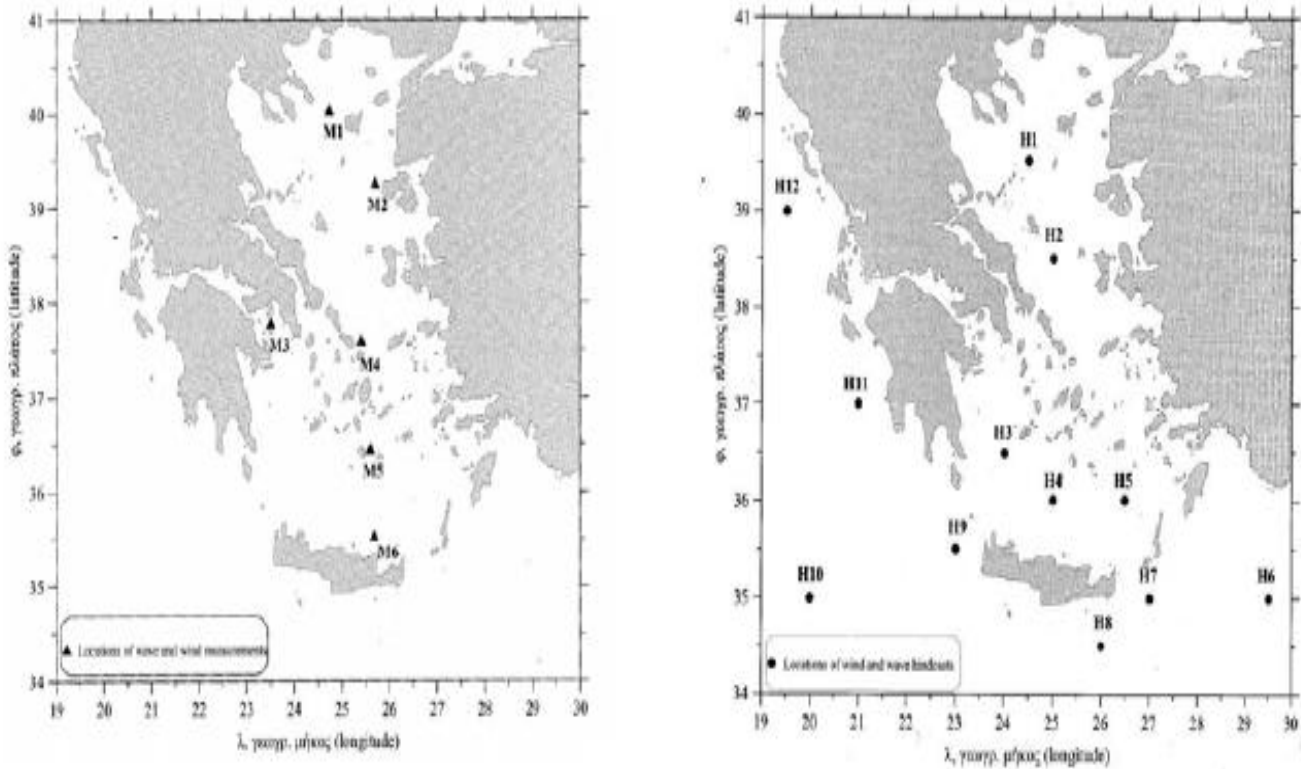 41
40
39
38
37
36
35
34
φ, γεωγρ. πλάτος (latitude)
M1
M2
M3
M4
M5
M6
Locations of wave and wind measurements
19 20 21 22 23 24 25 26 27 28 29 30
λ, γεωγρ. μήκος (longitude)
41
40
39
38
37
36
35
34
φ, γεωγρ. πλάτος (latitude)
H1
H12
H2
H11
H3
H4
H5
H9
H10
H7
H6
H8
Locations of wind and wave hindcasts
19 20 21 22 23 24 25 26 27 28 29 30
λ, γεωγρ. μήκος (longitude)